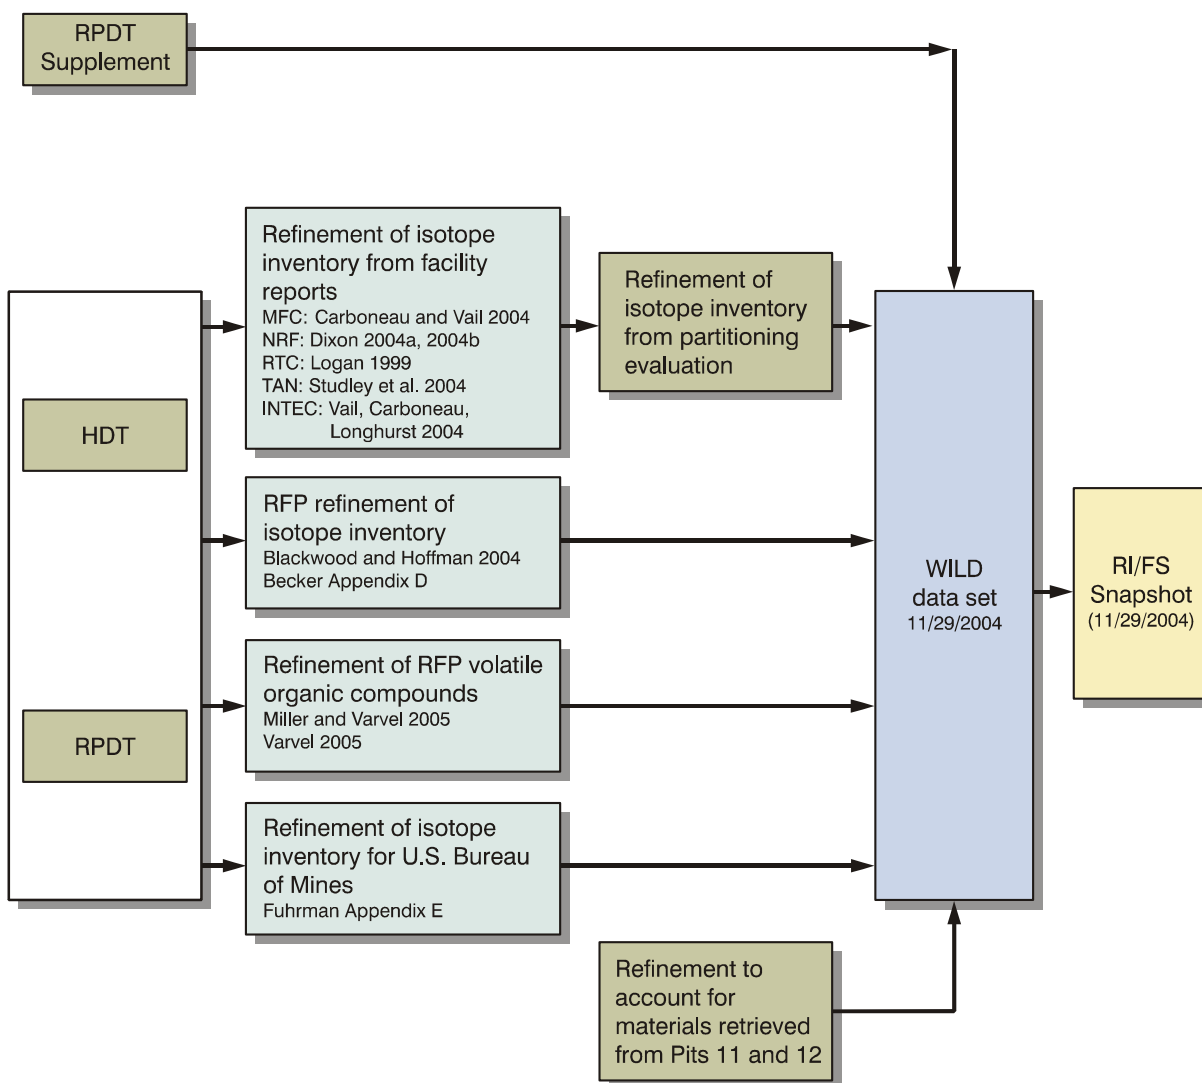 RPDT
Supplement
Refinement of isotope
inventory from facility
reports
MFC: Carboneau and Vail 2004
NRF: Dixon 2004a, 2004b
RTC: Logan 1999
TAN: Studley et al. 2004
INTEC: Vail, Carboneau,
Longhurst 2004
Refinement of
isotope inventory
from partitioning
evaluation
HDT
RFP refinement of
isotope inventory
Blackwood and Hoffman 2004
Becker Appendix D
WILD
data set
11/29/2004
RI/FS
Snapshot
(11/29/2004)
RPDT
Refinement of RFP volatile
organic compounds
Miller and Varvel 2005
Varvel 2005
Refinement of isotope
inventory for U.S. Bureau
of Mines
Fuhrman Appendix E
Refinement to
account for
materials retrieved
from Pits 11 and 12